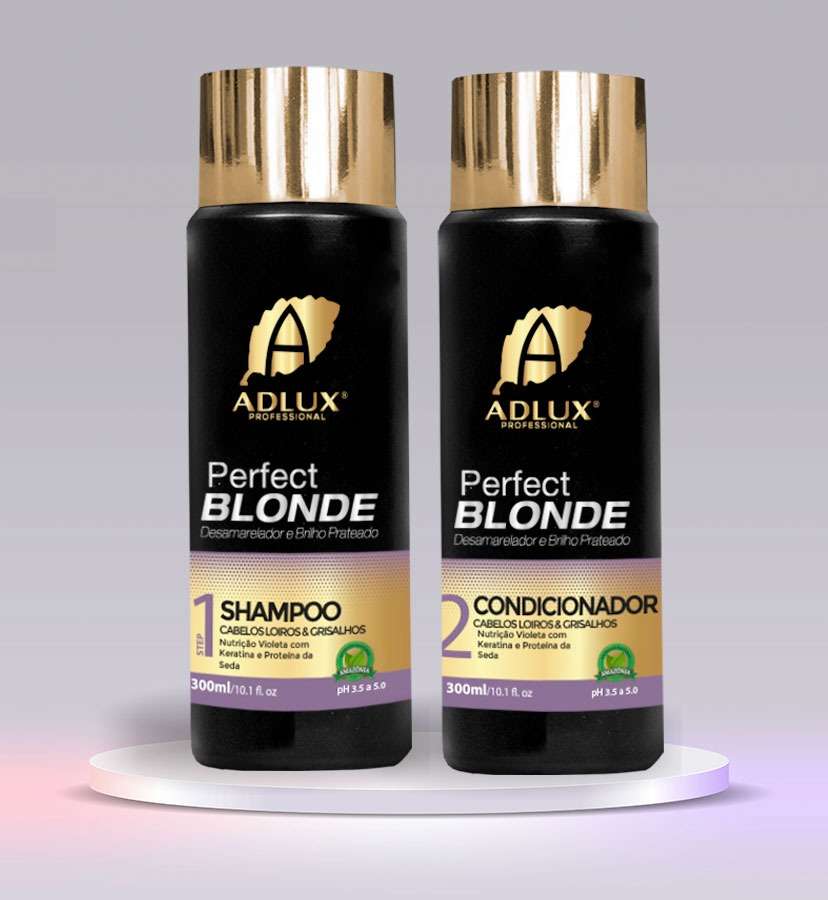 A
ADLUX®
PROFESSIONAL
Perfect
BLONDE
Desamarelador e Brilho Prateado
STEP 1
SHAMPOO
CABELOS LOIROS & GRISALHOS
Nutrição Violeta com
Keratina e Proteína da
Seda
AMAZÔNIA
300ml/10.1 fl. oz
pH 3.5 a 5.0
A
ADLUX®
PROFESSIONAL
Perfect
BLONDE
Desamarelador e Brilho Prateado
2
CONDICIONADOR
CABELOS LOIROS & GRISALHOS
Nutrição Violeta com
Keratina e Proteína da
Seda
AMAZÔNIA
300ml/10.1 fl. oz
pH 3.5 a 5.0